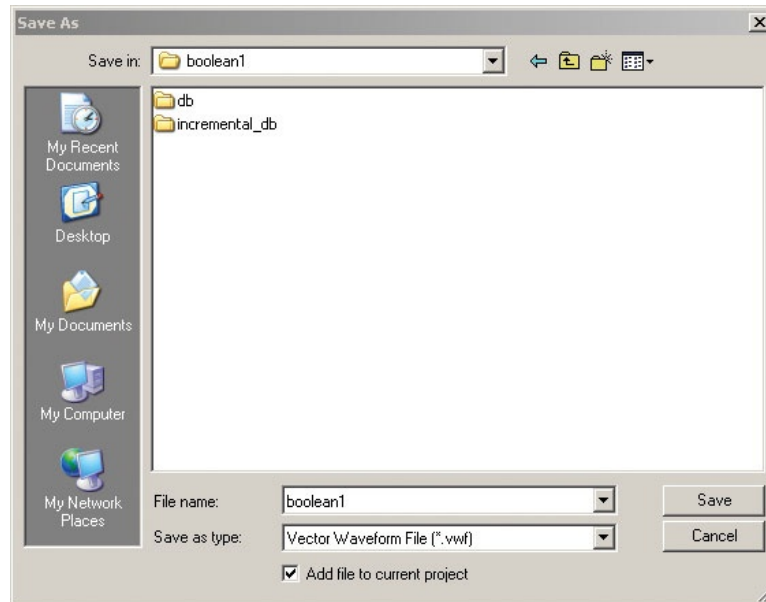 Save As
Save in:
boolean1
db
incremental_db
My Recent
Documents
Desktop
My Documents
My Computer
My Network
Places
File name:
boolean1
Save
Save as type:
Vector Waveform File (*.vwf)
Cancel
Add file to current project